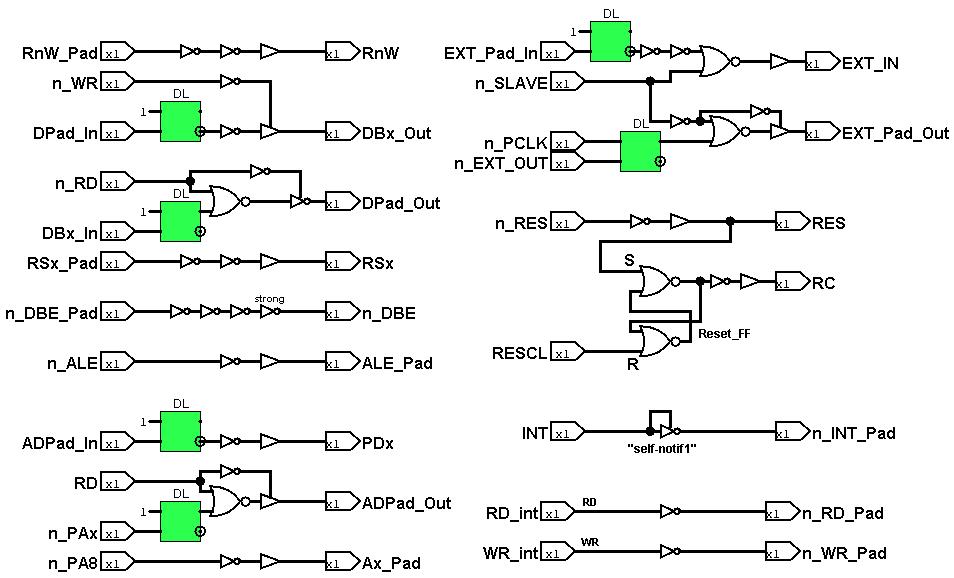 RnW_Pad x1 x1 RnW
n_WR x1
DL
1
DPad_In x1 x1 DBx_Out
n_RD x1
DL
1
x1 DPad_Out
DBx_In x1
RSx_Pad x1 x1 RSx
strong
n_DBE_Pad x1 x1 n_DBE
n_ALE x1 x1 ALE_Pad
DL
1
ADPad_In x1 x1 PDx
RD x1
DL
1
x1 ADPad_Out
n_PAx x1
n_PA8 x1 x1 Ax_Pad
DL
1
EXT_Pad_In x1
x1 EXT_IN
n_SLAVE x1
DL
x1 EXT_Pad_Out
n_PCLK x1
n_EXT_OUT x1
n_RES x1 x1 RES
S
x1 RC
Reset_FF
RESCL x1
R
INT x1 x1 n_INT_Pad
"self-notif1"
RD_int x1 RD x1 n_RD_Pad
WR_int x1 WR x1 n_WR_Pad